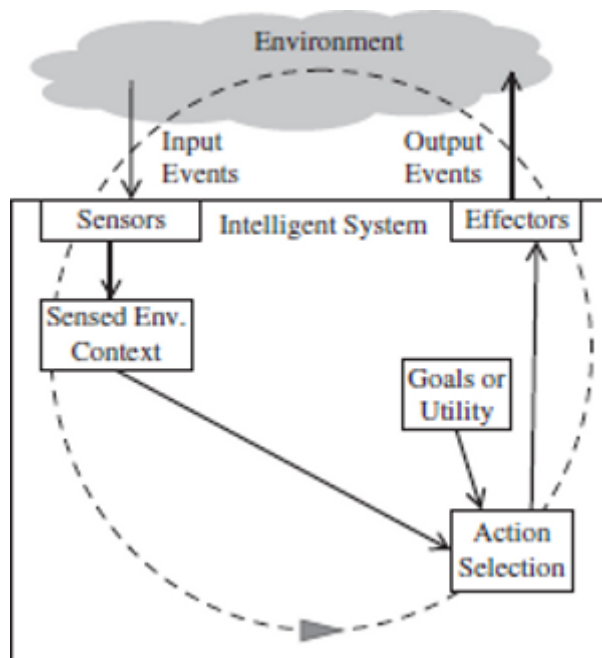 Environment
Input
Events
Output
Events
Sensors
Intelligent System
Effectors
Sensed Env.
Context
Goals or
Utility
Action
Selection